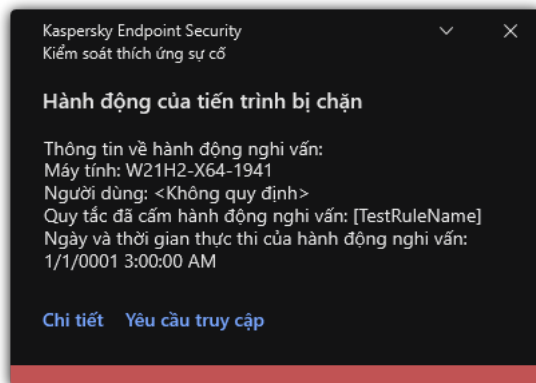 Kaspersky Endpoint Security
Kiểm soát thích ứng sự cố
Hành động của tiến trình bị chặn
Thông tin về hành động nghi vấn:
Máy tính: W21H2-X64-1941
Người dùng: <Không quy định>
Quy tắc đã cấm hành động nghi vấn: [TestRuleName]
Ngày và thời gian thực thi của hành động nghi vấn:
1/1/0001 3:00:00 AM
Chi tiết Yêu cầu truy cập